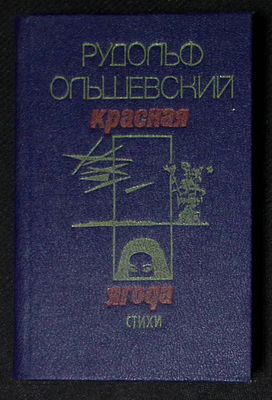 РУДОЛЬФ
ОЛЬШЕВСКИЙ
красная
ягода
СТИХИ